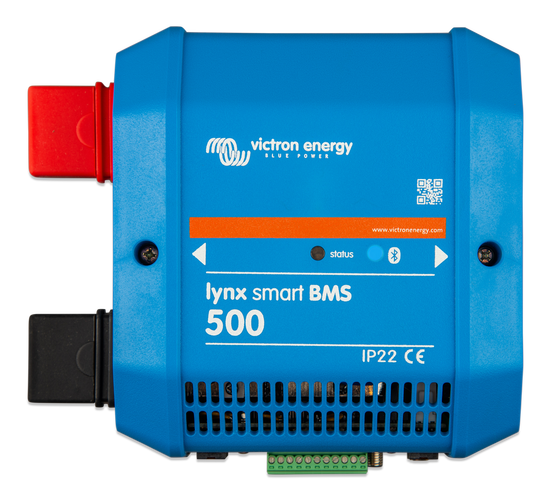 victron energy
BLUE POWER
www.victronenergy.com
status
lynx smart BMS
500
IP22 CE